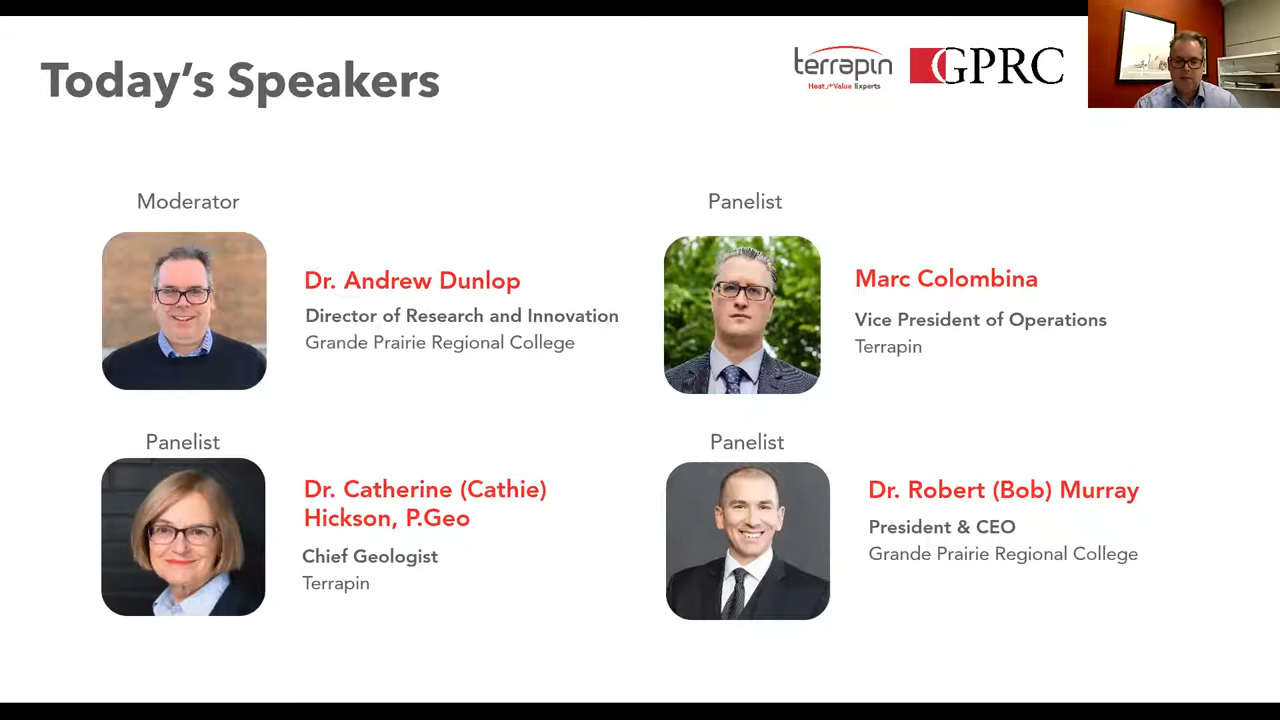 Today's Speakers
terrapin
Heat to Value Experts
GPRC
Moderator
Dr. Andrew Dunlop
Director of Research and Innovation
Grande Prairie Regional College
Panelist
Marc Colombina
Vice President of Operations
Terrapin
Panelist
Dr. Catherine (Cathie)
Hickson, P.Geo
Chief Geologist
Terrapin
Panelist
Dr. Robert (Bob) Murray
President & CEO
Grande Prairie Regional College